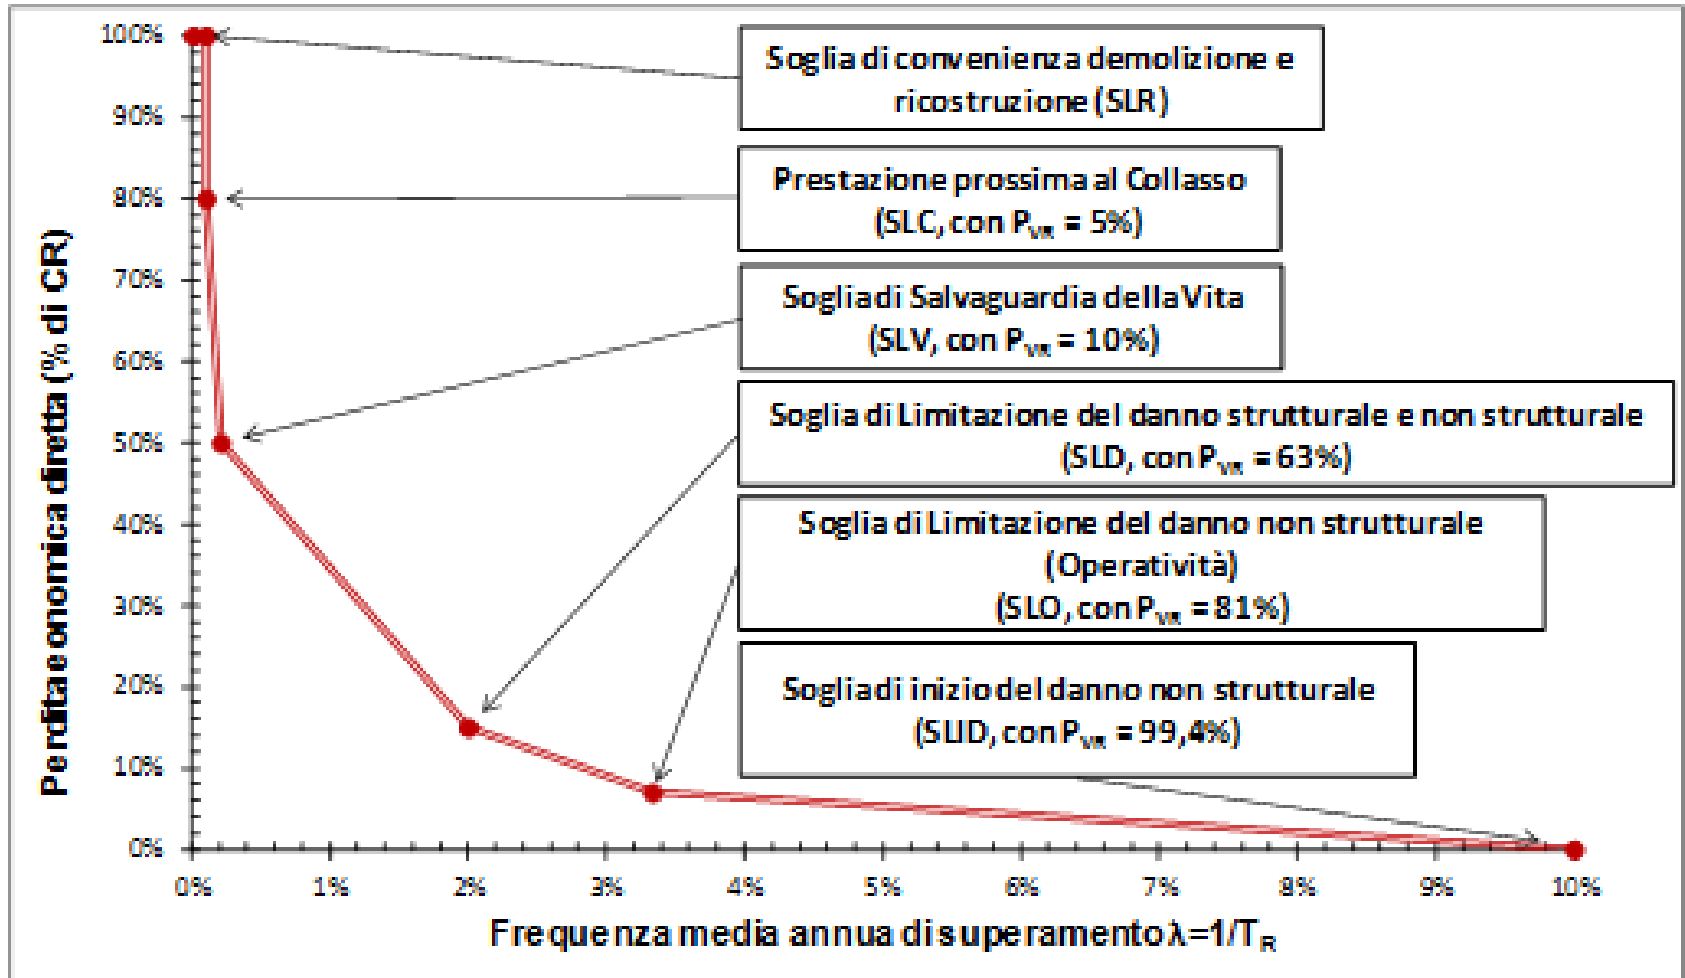 100%
90%
80%
70%
60%
50%
40%
30%
20%
10%
0%
Perdita economica diretta (% di CR)
Soglia di convenienza demolizione e
ricostruzione (SLR)
Prestazione prossima al Collasso
(SLC, con PVR = 5%)
Soglia di Salvaguardia della Vita
(SLV, con PVR = 10%)
Soglia di Limitazione del danno strutturale e non strutturale
(SLD, con PVR = 63%)
Soglia di Limitazione del danno non strutturale
(Operatività)
(SLO, con PVR = 81%)
Soglia di inizio del danno non strutturale
(SLID, con PVR = 99,4%)
0% 1% 2% 3% 4% 5% 6% 7% 8% 9% 10%
Frequenza media annua di superamento λ=1/TR